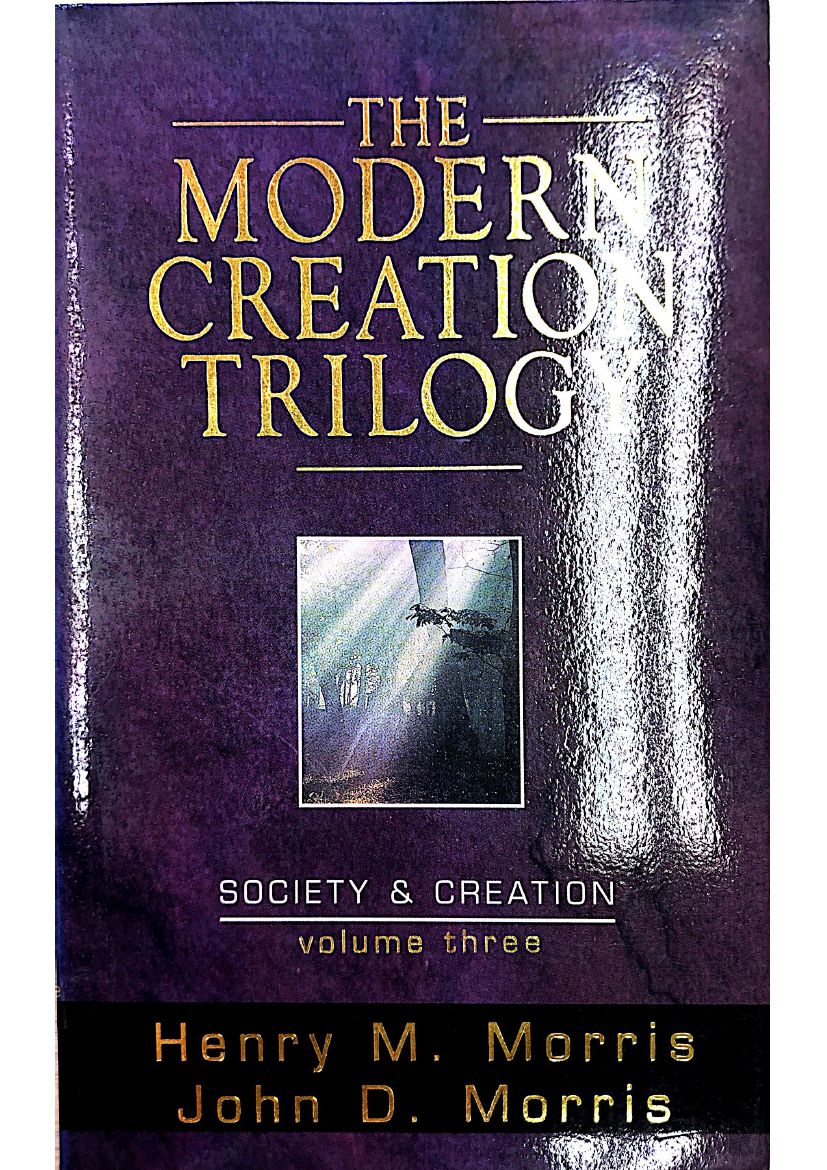 THE
MODERN
CREATION
TRILOGY
SOCIETY & CREATION
volume three
Henry M. Morris
John D. Morris